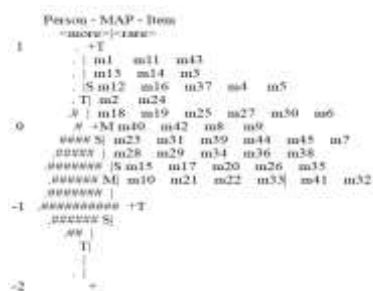 Person - MAP - Item
<more>|<rare>
1 . +T
. | m1 m11 m43
. | m13 m14 m3
. |S m12 m16 m37 m4 m5
. T| m2 m24
.# | m18 m19 m25 m27 m30 m6
0 .# +M m40 m42 m8 m9
#### S| m23 m31 m39 m44 m45 m7
.##### | m28 m29 m34 m36 m38
.####### |S m15 m17 m20 m26 m35
.###### M| m10 m21 m22 m33| m41 m32
.####### |
-1 .########## +T
.###### S|
.## |
T|
. |
. |
-2 +